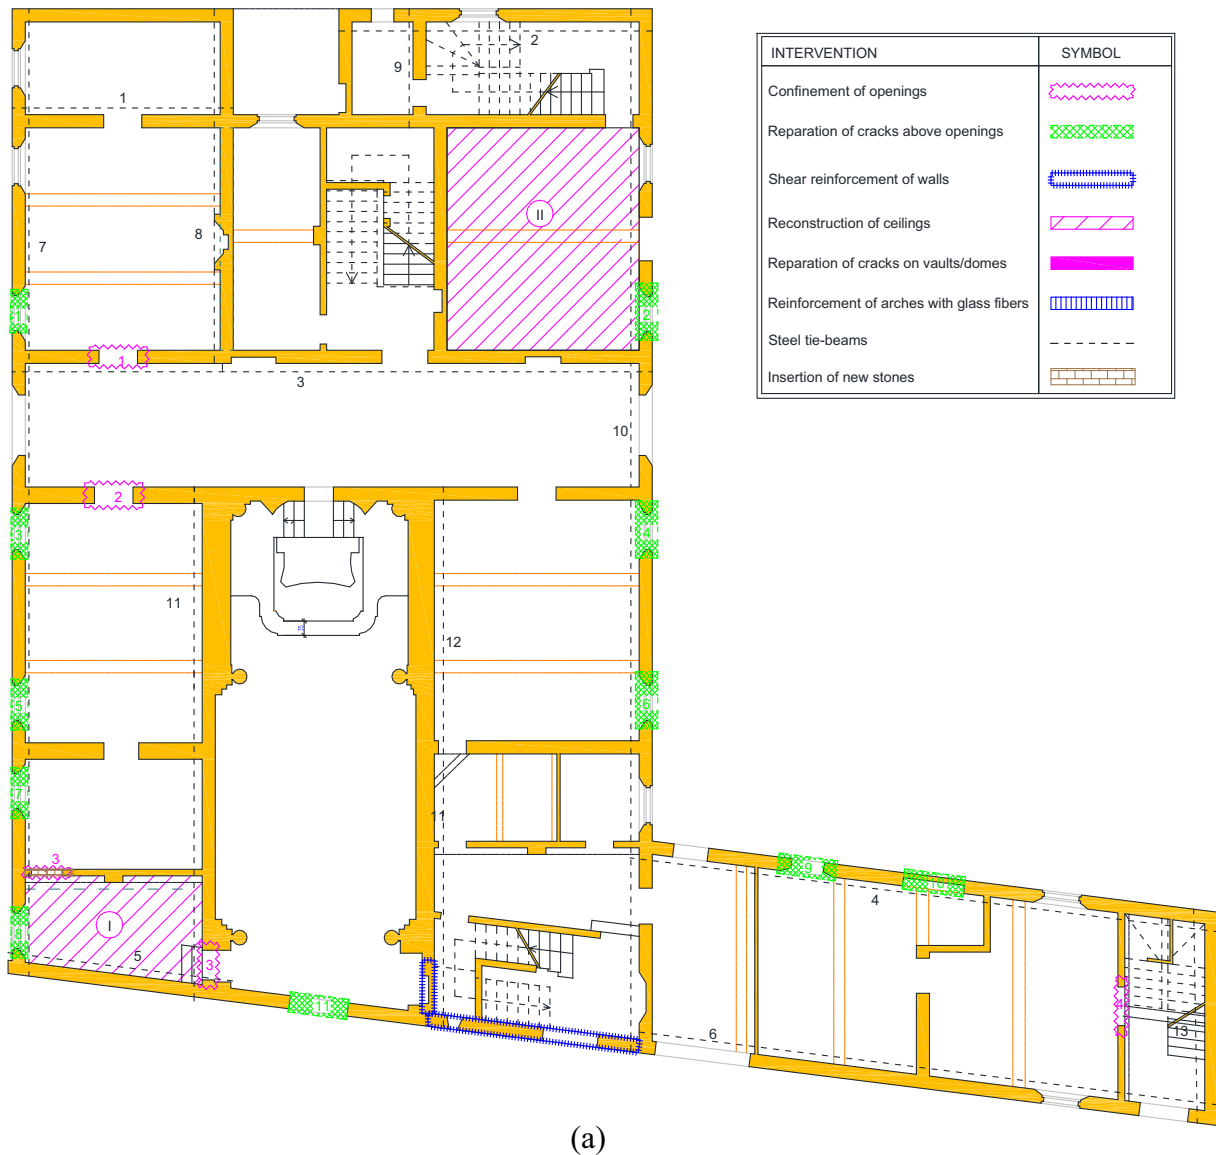 INTERVENTION SYMBOL
Confinement of openings
Reparation of cracks above openings
Shear reinforcement of walls
Reconstruction of ceilings
Reparation of cracks on vaults/domes
Reinforcement of arches with glass fibers
Steel tie-beams
Insertion of new stones
2
9
1
II
8
7
1
2
1
3
10
2
3
4
11
12
5
6
7
11
3
9
10
4
8
I
5
3
11
4
6
13
(a)